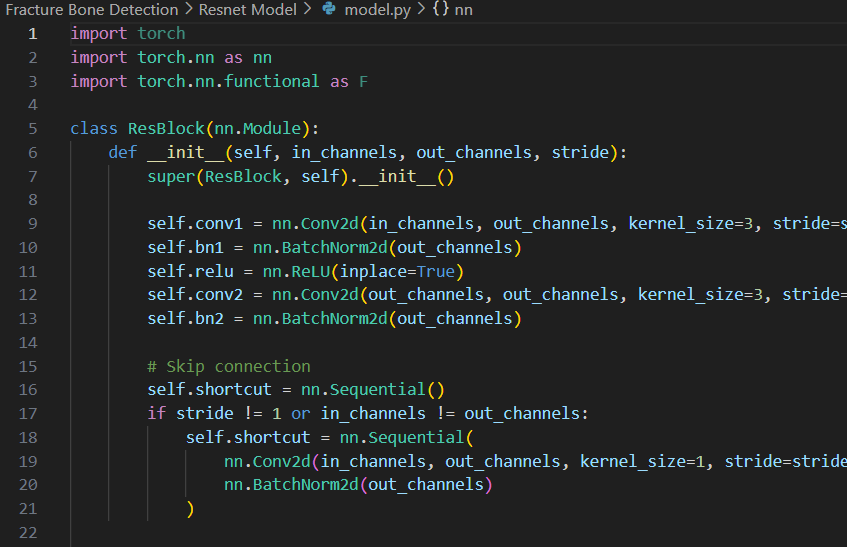 Fracture Bone Detection > Resnet Model > model.py > {} nn
1 import torch
2 import torch.nn as nn
3 import torch.nn.functional as F
4
5 class ResBlock(nn.Module):
6     def __init__(self, in_channels, out_channels, stride):
7         super(ResBlock, self).__init__()
8
9         self.conv1 = nn.Conv2d(in_channels, out_channels, kernel_size=3, stride=s
10         self.bn1 = nn.BatchNorm2d(out_channels)
11         self.relu = nn.ReLU(inplace=True)
12         self.conv2 = nn.Conv2d(out_channels, out_channels, kernel_size=3, stride=
13         self.bn2 = nn.BatchNorm2d(out_channels)
14
15         # Skip connection
16         self.shortcut = nn.Sequential()
17         if stride != 1 or in_channels != out_channels:
18             self.shortcut = nn.Sequential(
19                 nn.Conv2d(in_channels, out_channels, kernel_size=1, stride=stride
20                 nn.BatchNorm2d(out_channels)
21             )
22